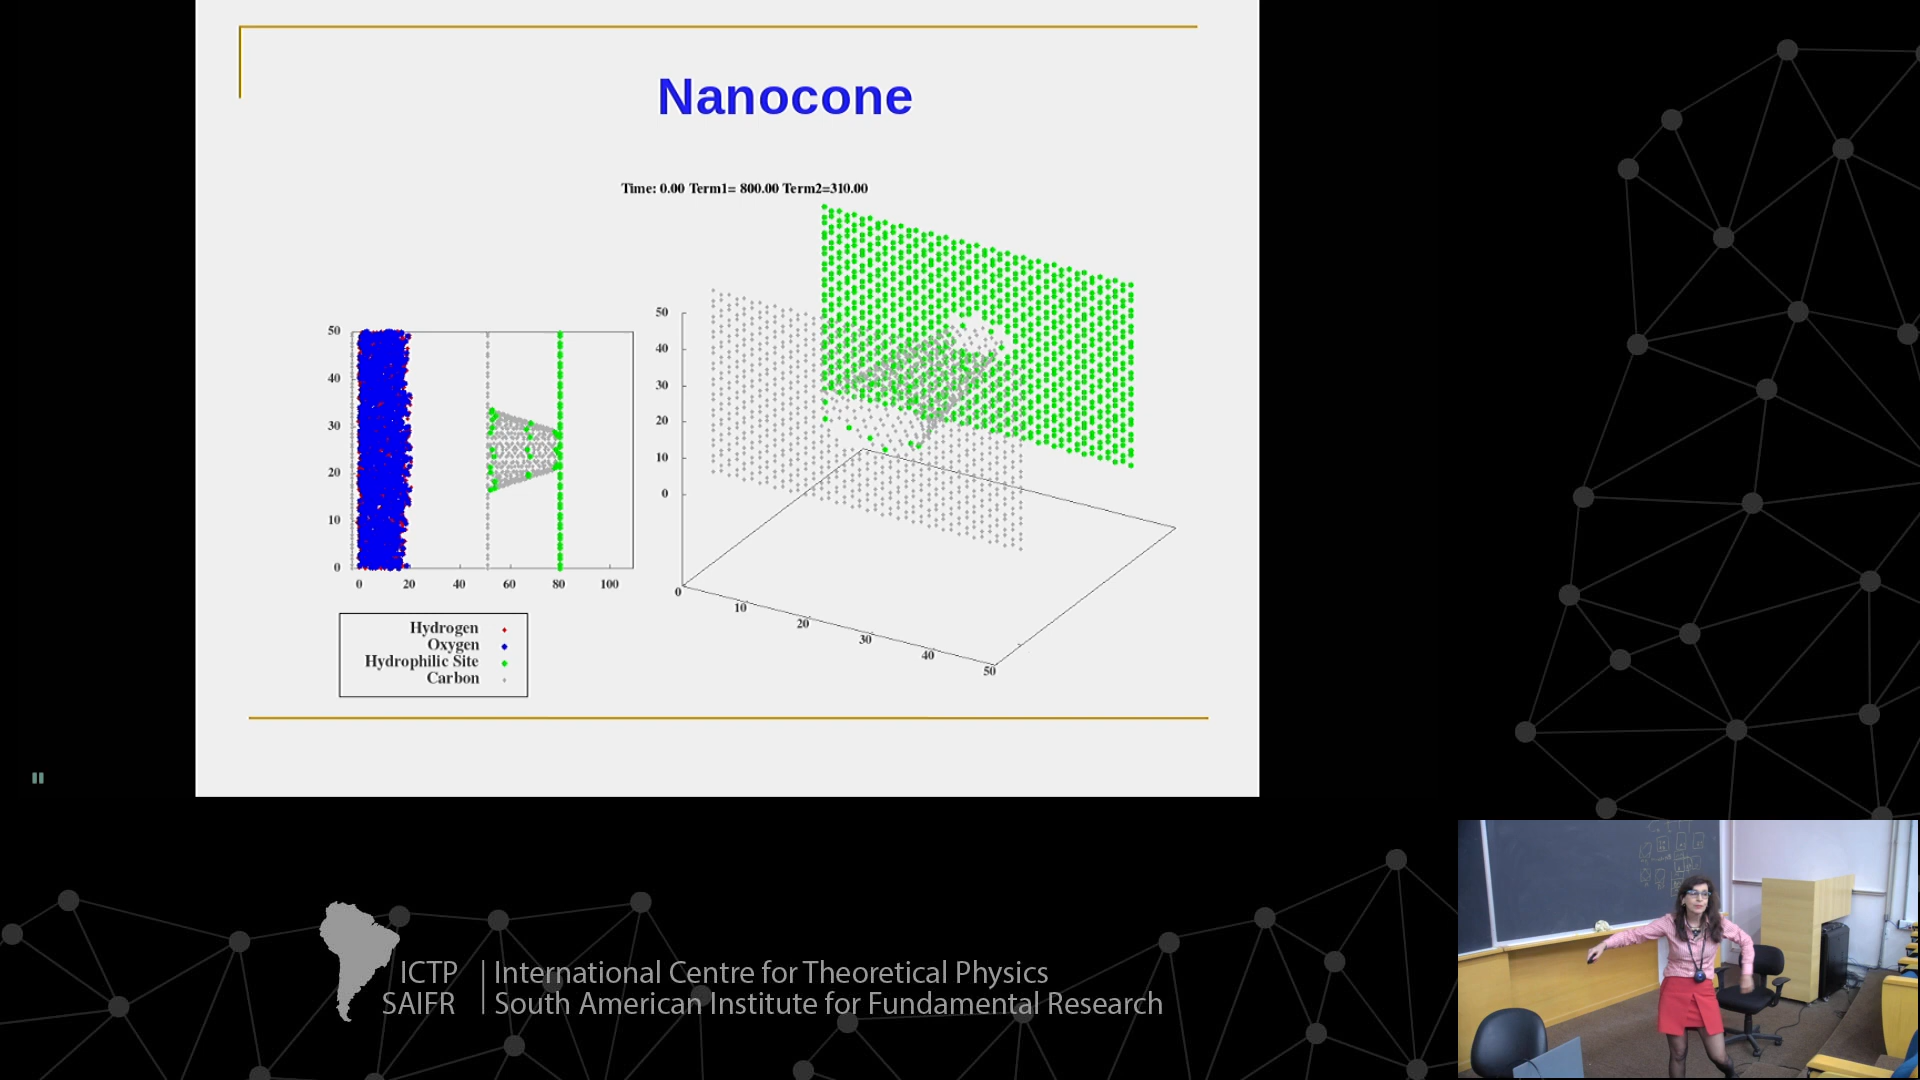 Nanocone
Time: 0.00 Term1= 800.00 Term2=310.00
50
40
30
20
10
0
0 20 40 60 80 100
50
40
30
20
10
0
0
10
20
30
40
50
Hydrogen
Oxygen
Hydrophilic Site
Carbon
ICTP International Centre for Theoretical Physics
SAIFR South American Institute for Fundamental Research